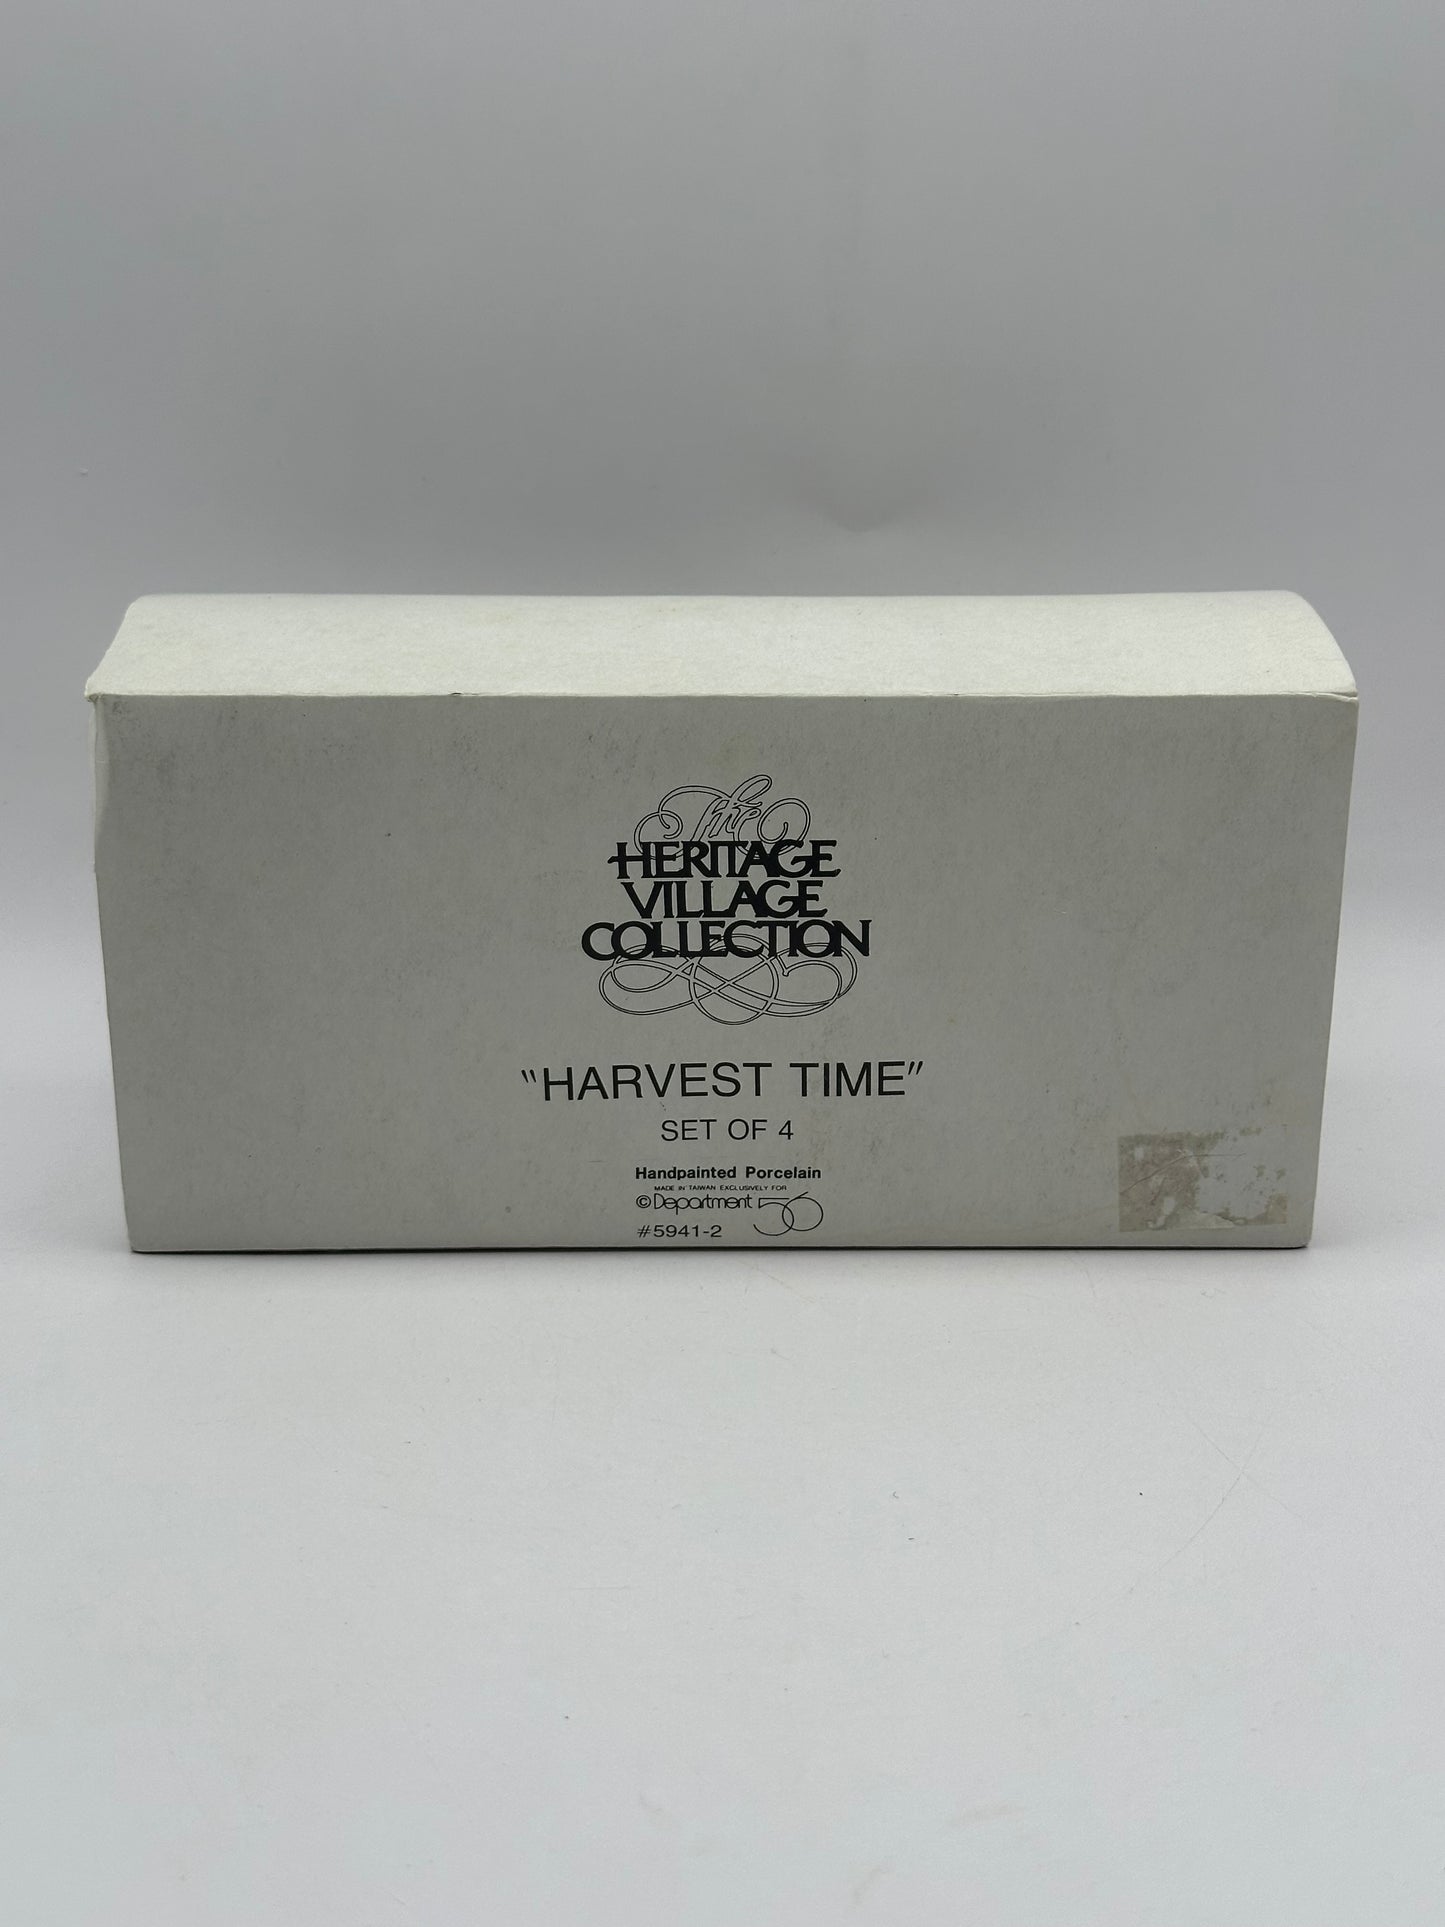 The
HERITAGE
VILLAGE
COLLECTION
"HARVEST TIME"
SET OF 4
Handpainted Porcelain
MADE IN TAIWAN EXCLUSIVELY FOR
© Department 56
#5941-2